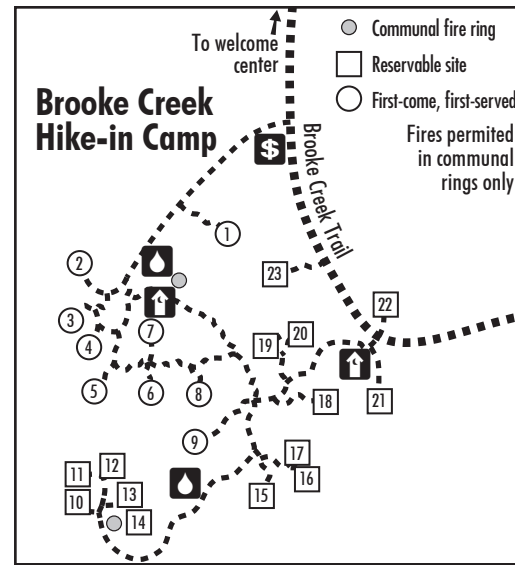 To welcome
center
Communal fire ring
Reservable site
First-come, first-served
Fires permited
in communal
rings only
Brooke Creek
Hike-in Camp
$
Brooke Creek Trail
1
2
23
3
22
7
4
20
19
5
6
8
18
21
9
17
12
11
16
13
15
10
14